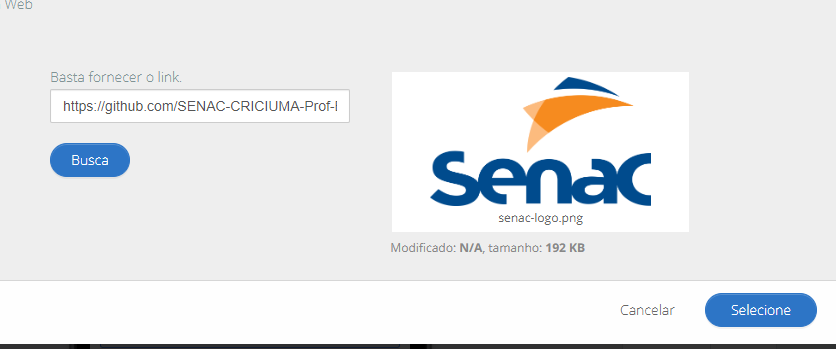 Web
Basta fornecer o link.
https://github.com/SENAC-CRICIUMA-Prof-
Busca
Senac
senac-logo.png
Modificado: N/A, tamanho: 192 KB
Cancelar
Selecione